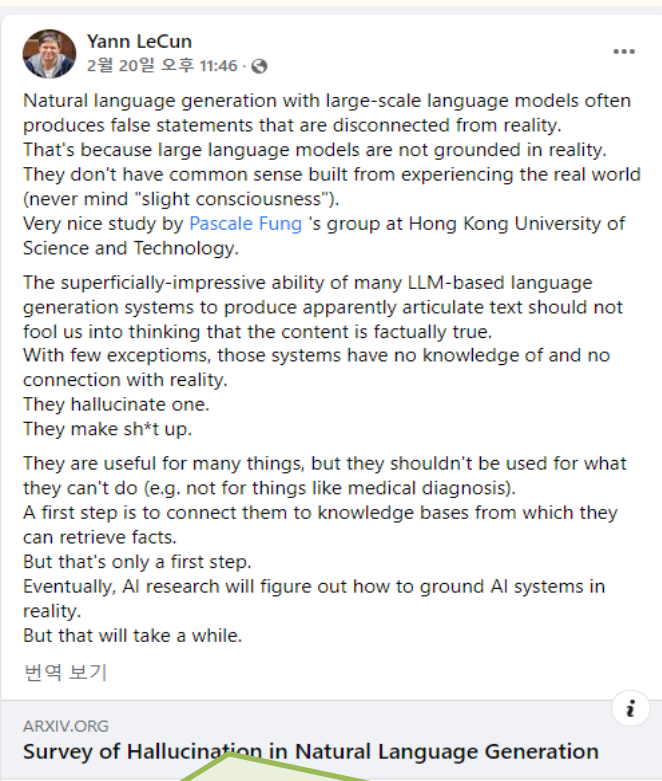 Yann LeCun
2월 20일 오후 11:46 ·
Natural language generation with large-scale language models often
produces false statements that are disconnected from reality.
That's because large language models are not grounded in reality.
They don't have common sense built from experiencing the real world
(never mind "slight consciousness").
Very nice study by Pascale Fung 's group at Hong Kong University of
Science and Technology.
The superficially-impressive ability of many LLM-based language
generation systems to produce apparently articulate text should not
fool us into thinking that the content is factually true.
With few exceptioms, those systems have no knowledge of and no
connection with reality.
They hallucinate one.
They make sh*t up.
They are useful for many things, but they shouldn't be used for what
they can't do (e.g. not for things like medical diagnosis).
A first step is to connect them to knowledge bases from which they
can retrieve facts.
But that's only a first step.
Eventually, AI research will figure out how to ground AI systems in
reality.
But that will take a while.
번역 보기
ARXIV.ORG
Survey of Hallucination in Natural Language Generation